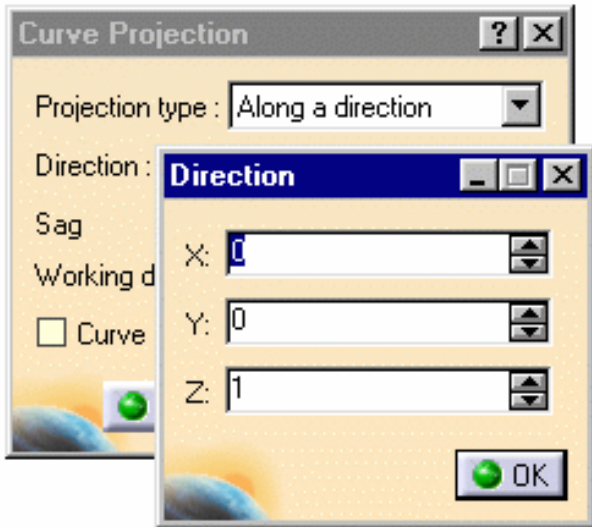 Curve Projection
Projection type : Along a direction
Direction :
Sag
Working d
Curve
Direction
X: 0
Y: 0
Z: 1
OK